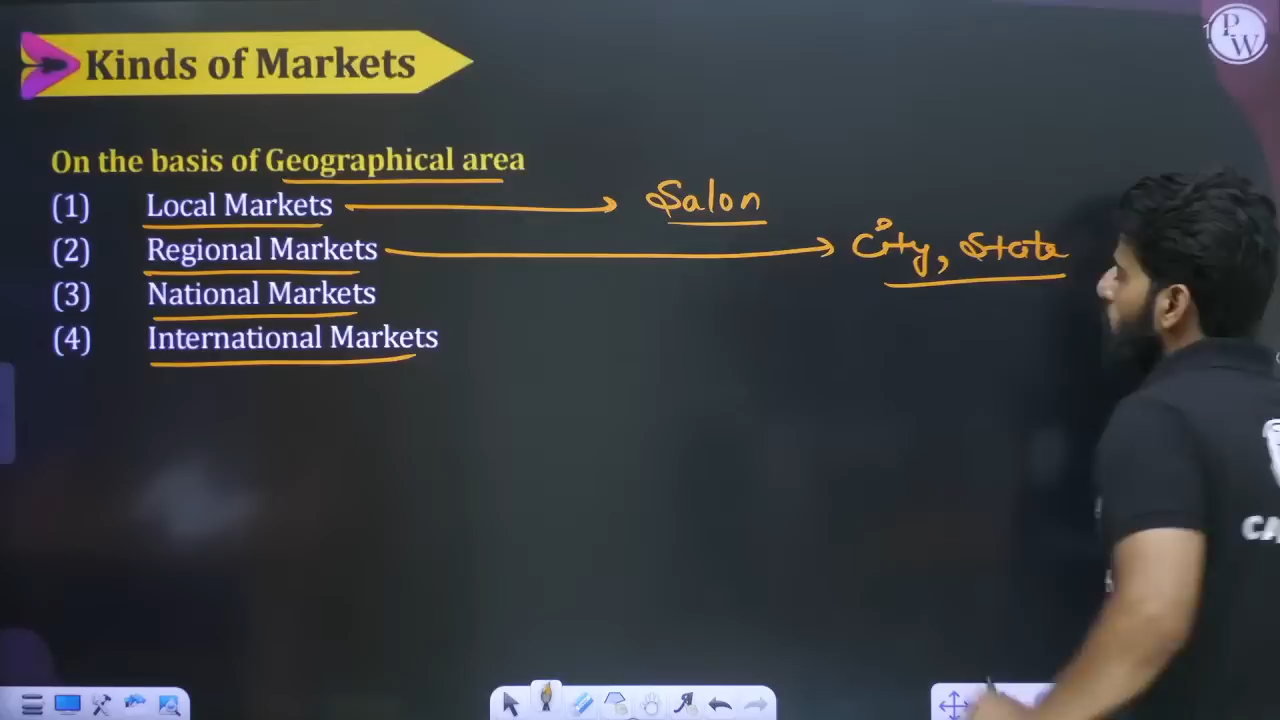 PW
Kinds of Markets
On the basis of Geographical area
(1) Local Markets Salon
(2) Regional Markets City, State
(3) National Markets
(4) International Markets
CA